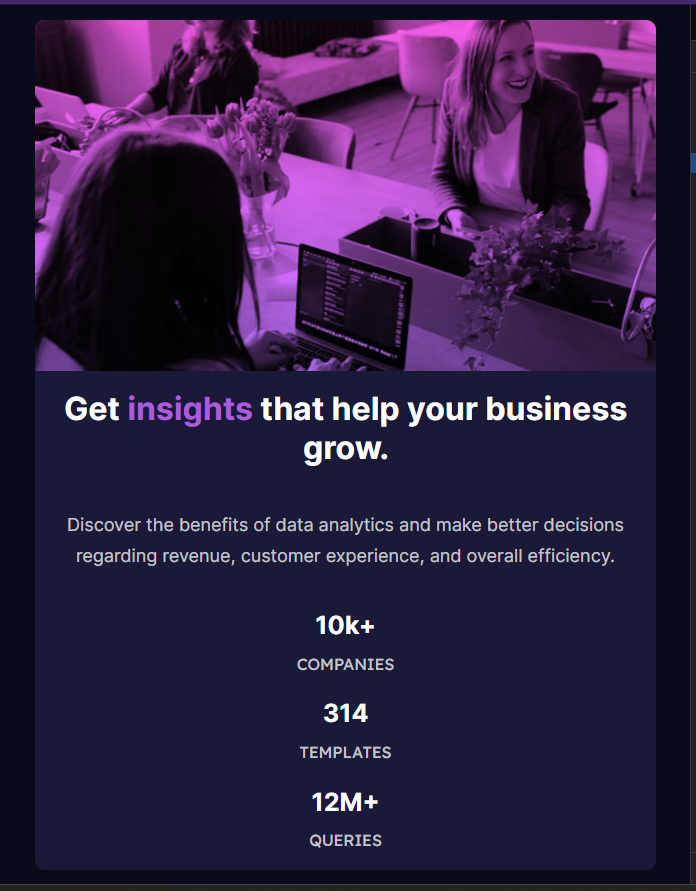 Get insights that help your business
grow.
Discover the benefits of data analytics and make better decisions
regarding revenue, customer experience, and overall efficiency.
10k+
COMPANIES
314
TEMPLATES
12M+
QUERIES